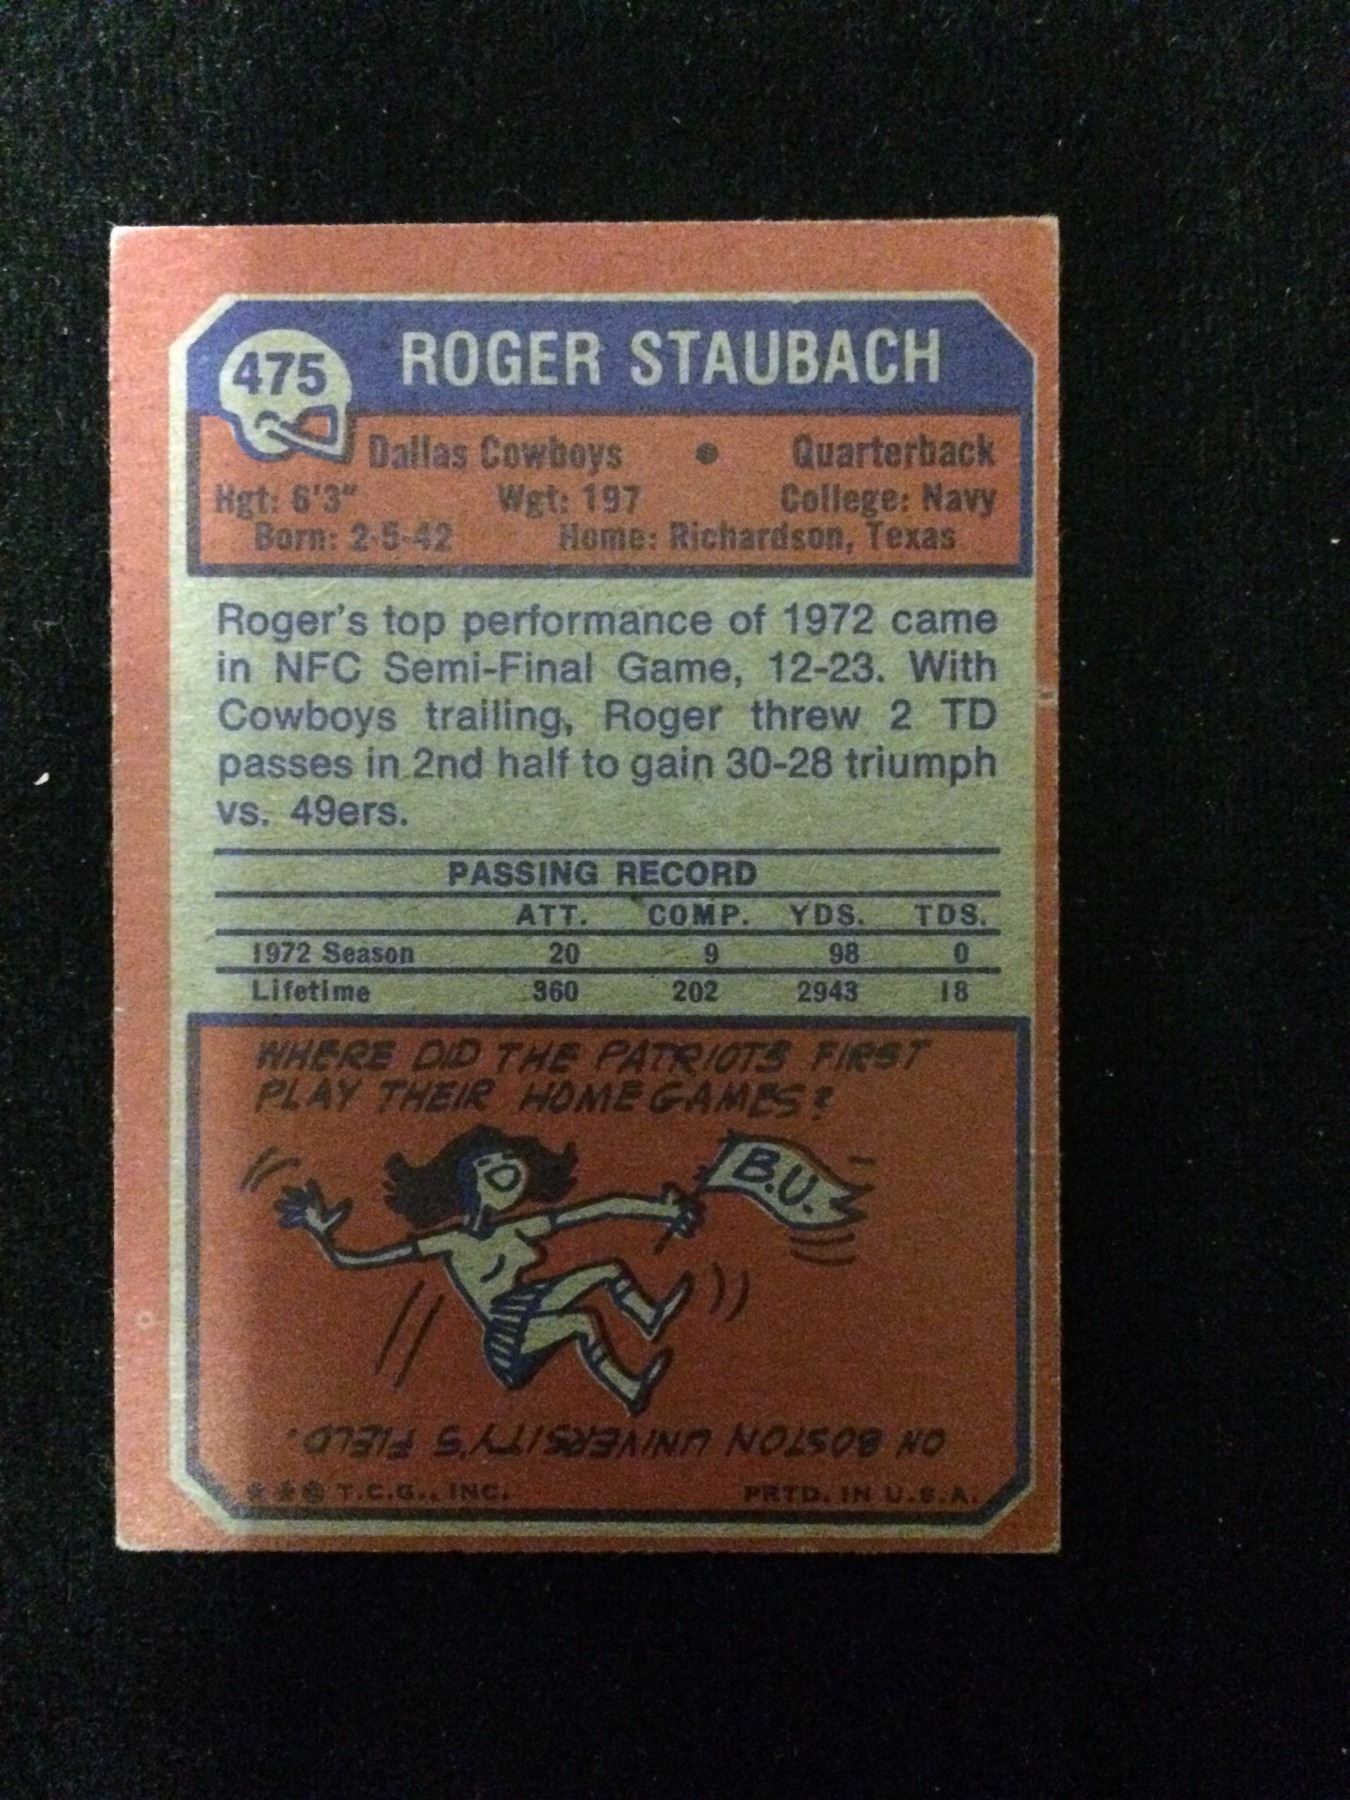 475
ROGER STAUBACH
Dallas Cowboys • Quarterback
Hgt: 6'3" Wgt: 197 College: Navy
Born: 2-5-42 Home: Richardson, Texas
Roger's top performance of 1972 came
in NFC Semi-Final Game, 12-23. With
Cowboys trailing, Roger threw 2 TD
passes in 2nd half to gain 30-28 triumph
vs. 49ers.
PASSING RECORD
ATT. COMP. YDS. TDS.
1972 Season 20 9 98 0
Lifetime 360 202 2943 18
WHERE DID THE PATRIOTS FIRST
PLAY THEIR HOME GAMES?
B.U.
ON BOSTON UNIVERSITY'S FIELD.
✱ ✱ ✱ T.C.G., INC. PRTD. IN U.S.A.